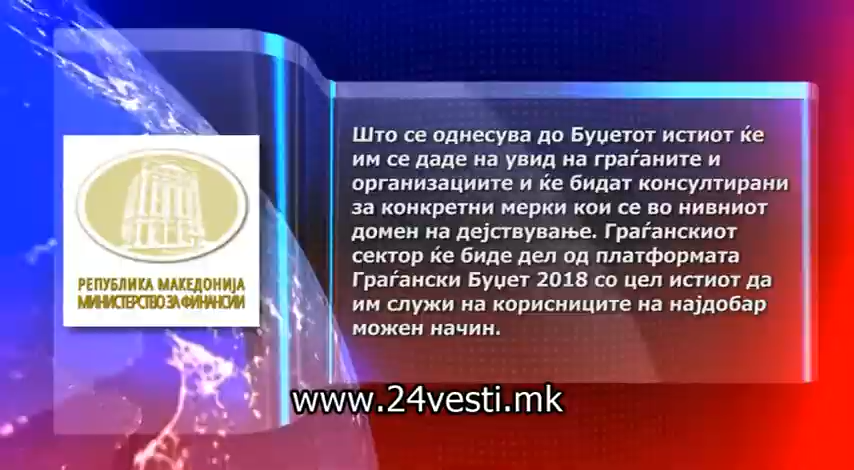 Што се однесува до Буџетот истиот ќе
им се даде на увид на граѓаните и
организациите и ќе бидат консултирани
за конкретни мерки кои се во нивниот
домен на дејствување. Граѓанскиот
сектор ќе биде дел од платформата
Граѓански Буџет 2018 со цел истиот да
им служи на корисниците на најдобар
можен начин.
РЕПУБЛИКА МАКЕДОНИЈА
МИНИСТЕРСТВО ЗА ФИНАНСИИ
www.24vesti.mk